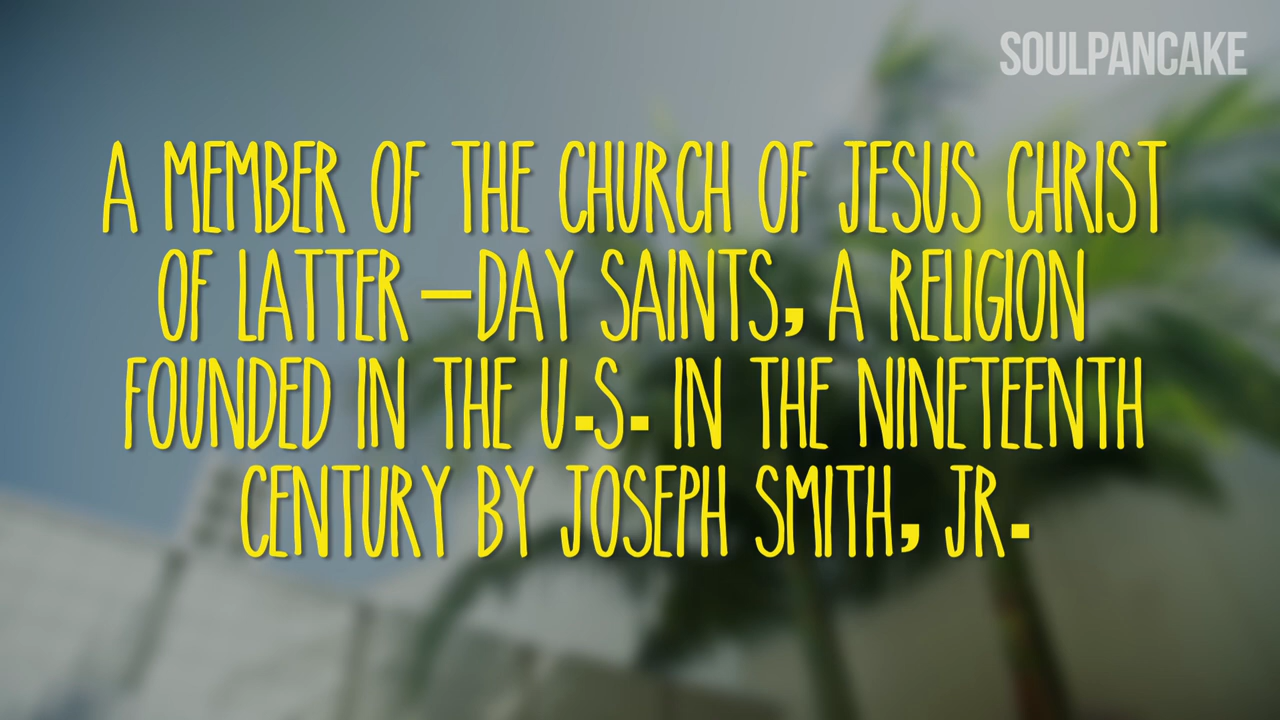 SOULPANCAKE
A MEMBER OF THE CHURCH OF JESUS CHRIST
OF LATTER-DAY SAINTS, A RELIGION
FOUNDED IN THE U.S. IN THE NINETEENTH
CENTURY BY JOSEPH SMITH, JR.